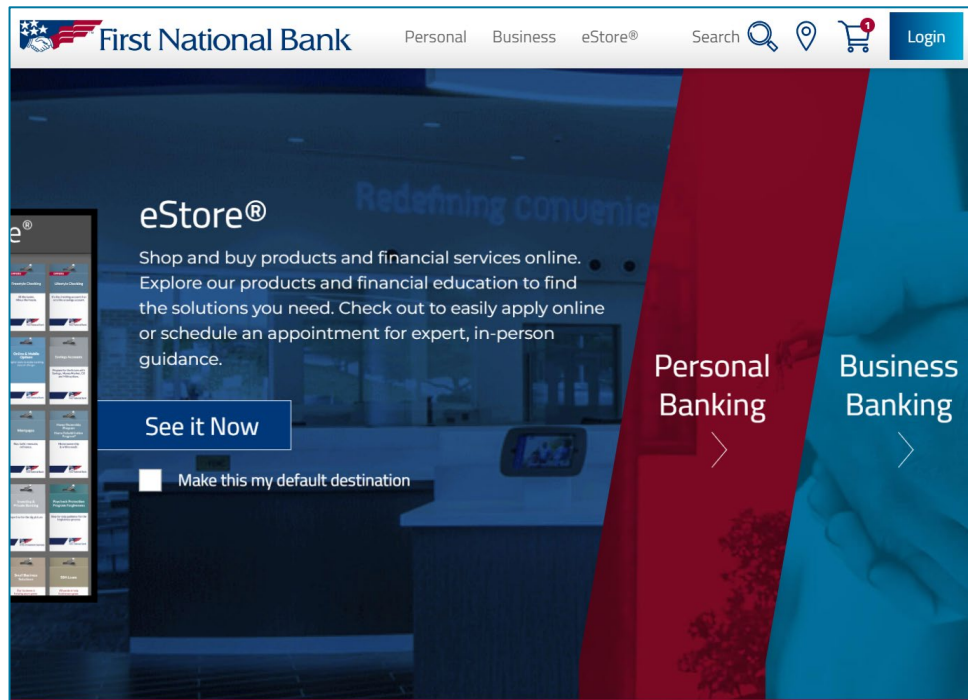 First National Bank
Personal
Business
eStore®
Search
1
Login
Redefining convenie
e®
eStore®
Shop and buy products and financial services online.
Explore our products and financial education to find
the solutions you need. Check out to easily apply online
or schedule an appointment for expert, in-person
guidance.
See it Now
Make this my default destination
Personal
Banking
Business
Banking
Mortgages